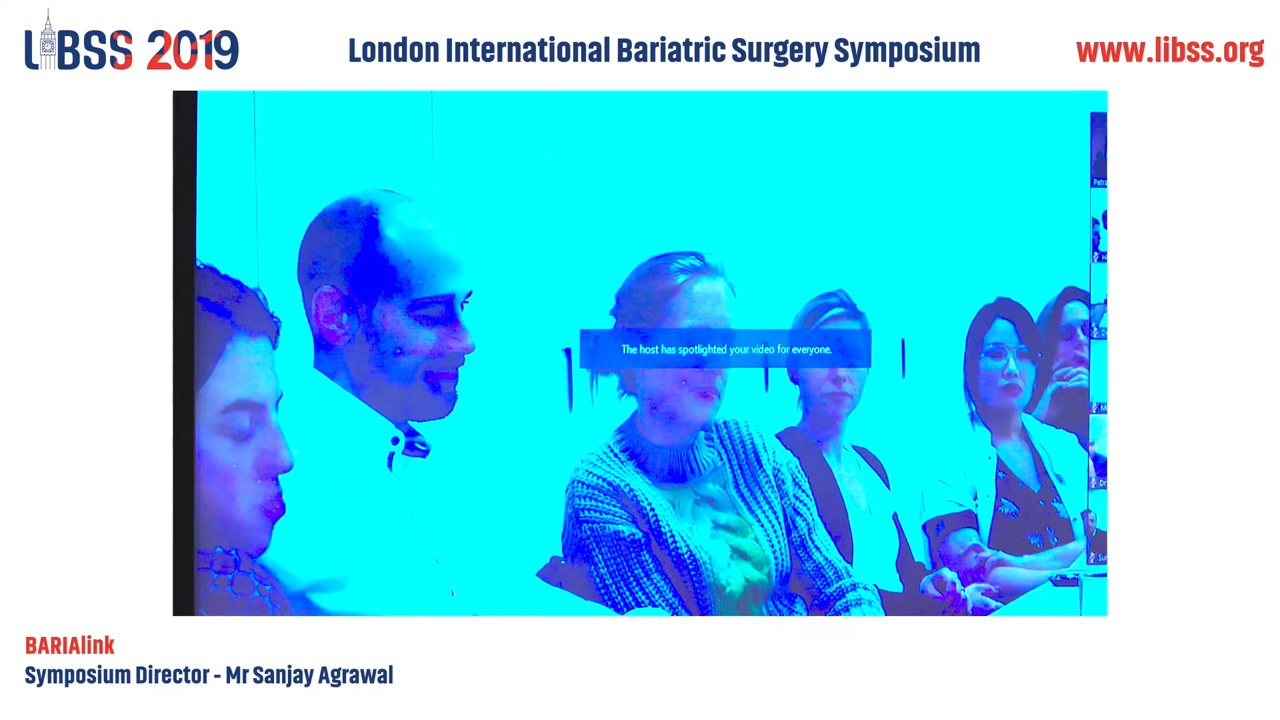 LIBSS 2019
London International Bariatric Surgery Symposium
www.libss.org
The host has spotlighted your video for everyone.
BARIAlink
Symposium Director - Mr Sanjay Agrawal